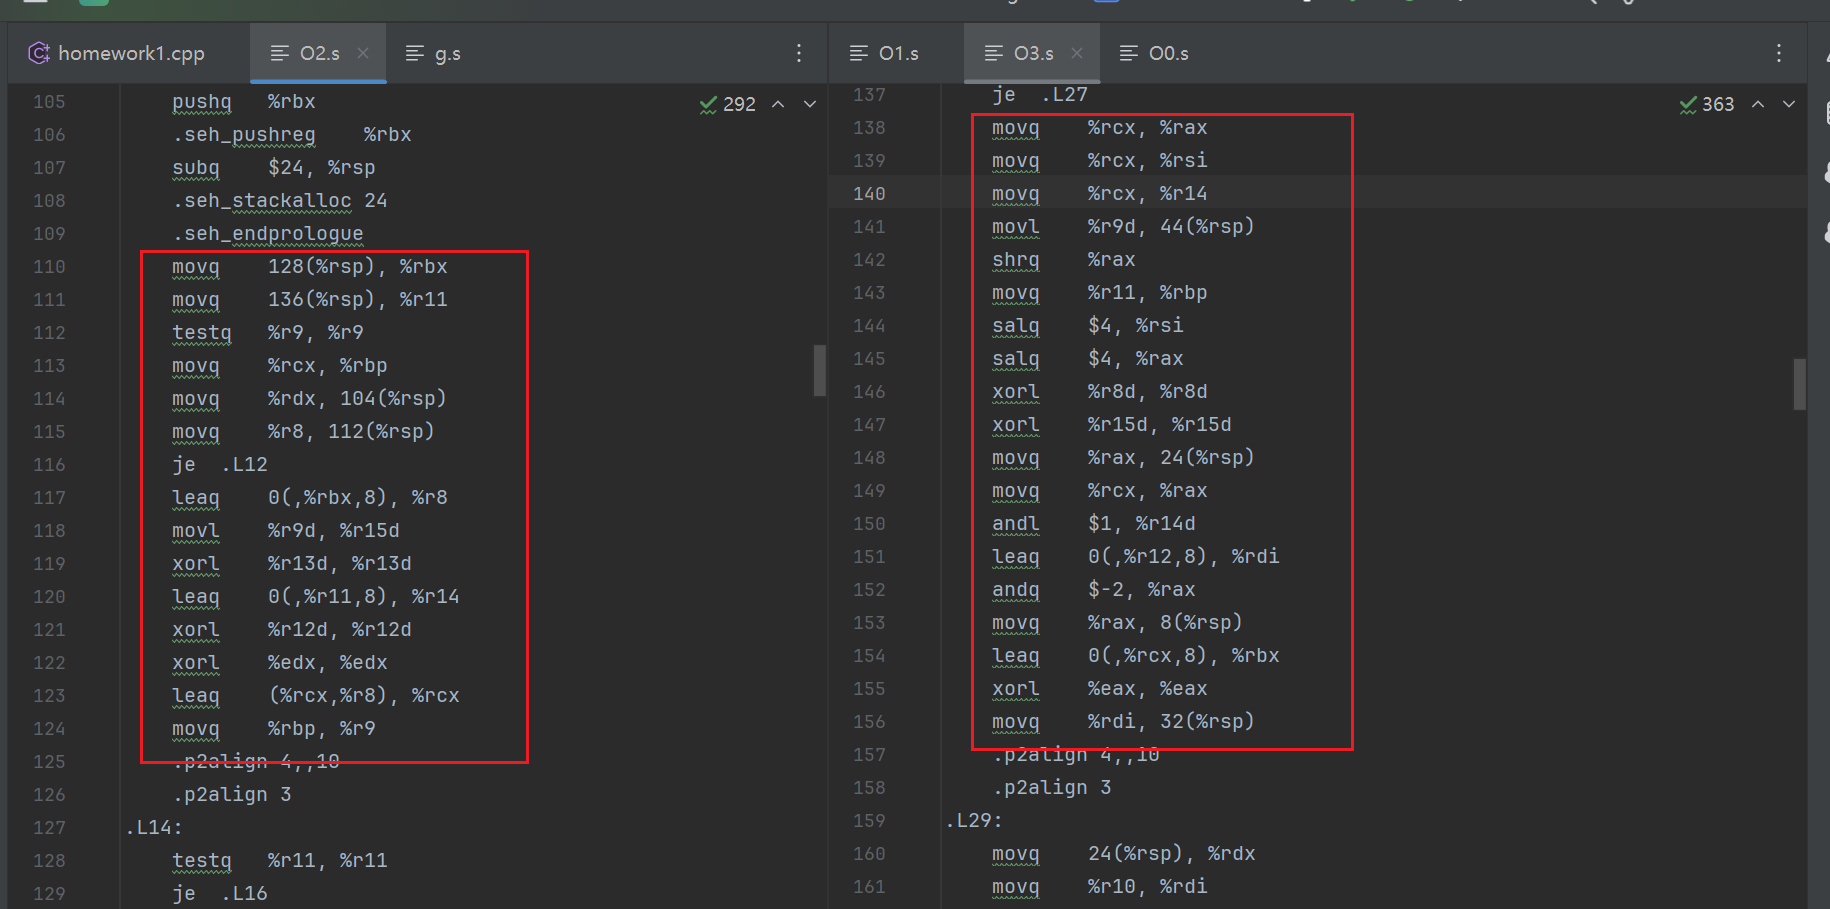 homework1.cpp
O2.s
g.s
292
105 pushq %rbx
106 .seh_pushreg %rbx
107 subq $24, %rsp
108 .seh_stackalloc 24
109 .seh_endprologue
110 movq 128(%rsp), %rbx
111 movq 136(%rsp), %r11
112 testq %r9, %r9
113 movq %rcx, %rbp
114 movq %rdx, 104(%rsp)
115 movq %r8, 112(%rsp)
116 je .L12
117 leaq 0(,%rbx,8), %r8
118 movl %r9d, %r15d
119 xorl %r13d, %r13d
120 leaq 0(,%r11,8), %r14
121 xorl %r12d, %r12d
122 xorl %edx, %edx
123 leaq (%rcx,%r8), %rcx
124 movq %rbp, %r9
125 .p2align 4,,10
126 .p2align 3
127 .L14:
128 testq %r11, %r11
129 je .L16
O1.s
O3.s
O0.s
363
137 je .L27
138 movq %rcx, %rax
139 movq %rcx, %rsi
140 movq %rcx, %r14
141 movl %r9d, 44(%rsp)
142 shrq %rax
143 movq %r11, %rbp
144 salq $4, %rsi
145 salq $4, %rax
146 xorl %r8d, %r8d
147 xorl %r15d, %r15d
148 movq %rax, 24(%rsp)
149 movq %rcx, %rax
150 andl $1, %r14d
151 leaq 0(,%r12,8), %rdi
152 andq $-2, %rax
153 movq %rax, 8(%rsp)
154 leaq 0(,%rcx,8), %rbx
155 xorl %eax, %eax
156 movq %rdi, 32(%rsp)
157 .p2align 4,,10
158 .p2align 3
159 .L29:
160 movq 24(%rsp), %rdx
161 movq %r10, %rdi